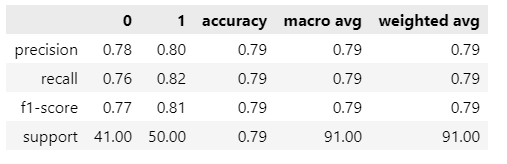 0 1 accuracy macro avg weighted avg
precision 0.78 0.80 0.79 0.79 0.79
recall 0.76 0.82 0.79 0.79 0.79
f1-score 0.77 0.81 0.79 0.79 0.79
support 41.00 50.00 0.79 91.00 91.00